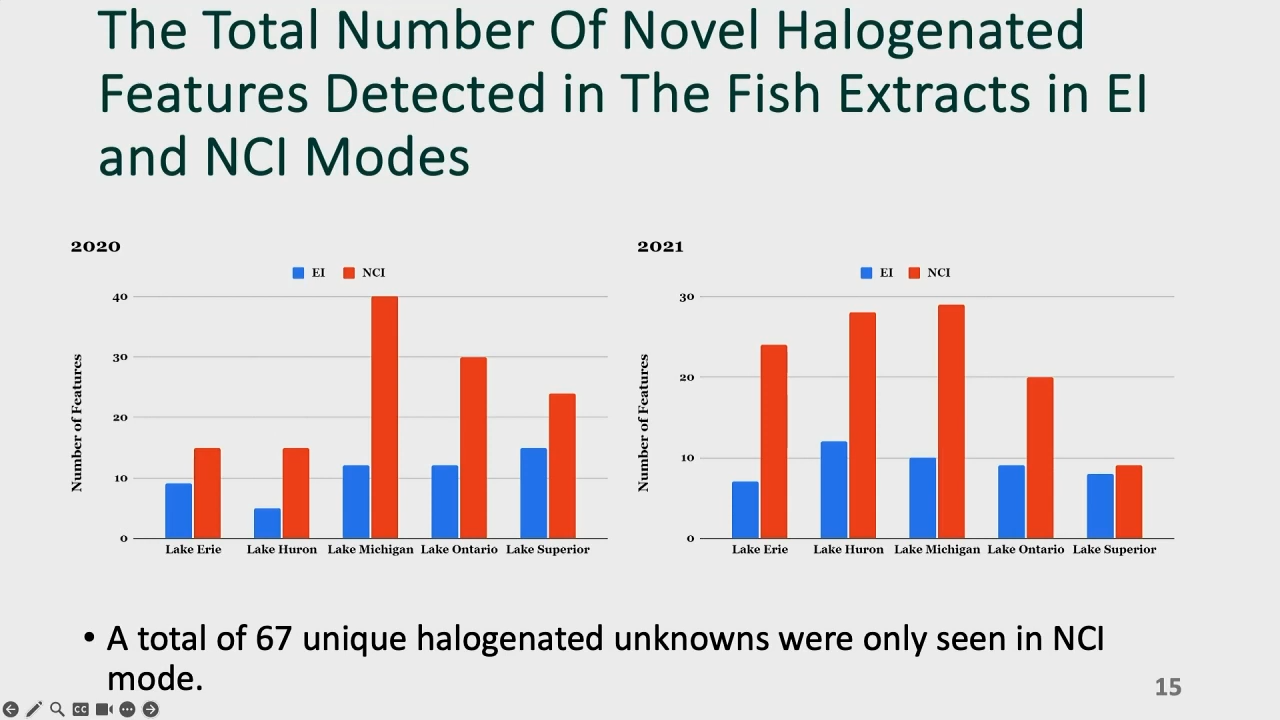 The Total Number Of Novel Halogenated
Features Detected in The Fish Extracts in EI
and NCI Modes
2020
EI NCI
Number of Features
40
30
20
10
0
Lake Erie Lake Huron Lake Michigan Lake Ontario Lake Superior
2021
EI NCI
Number of Features
30
20
10
0
Lake Erie Lake Huron Lake Michigan Lake Ontario Lake Superior
• A total of 67 unique halogenated unknowns were only seen in NCI
mode.
15
CC